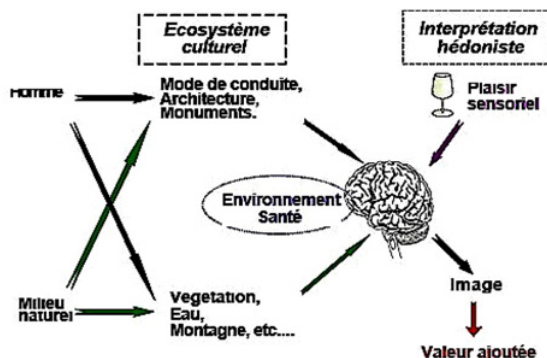 Ecosystème
culturel
Interprétation
hédoniste
Homme
Mode de conduite,
Architecture,
Monuments.
Plaisir
sensoriel
Environnement
Santé
Milieu
naturel
Végétation,
Eau,
Montagne, etc....
Image
Valeur ajoutée